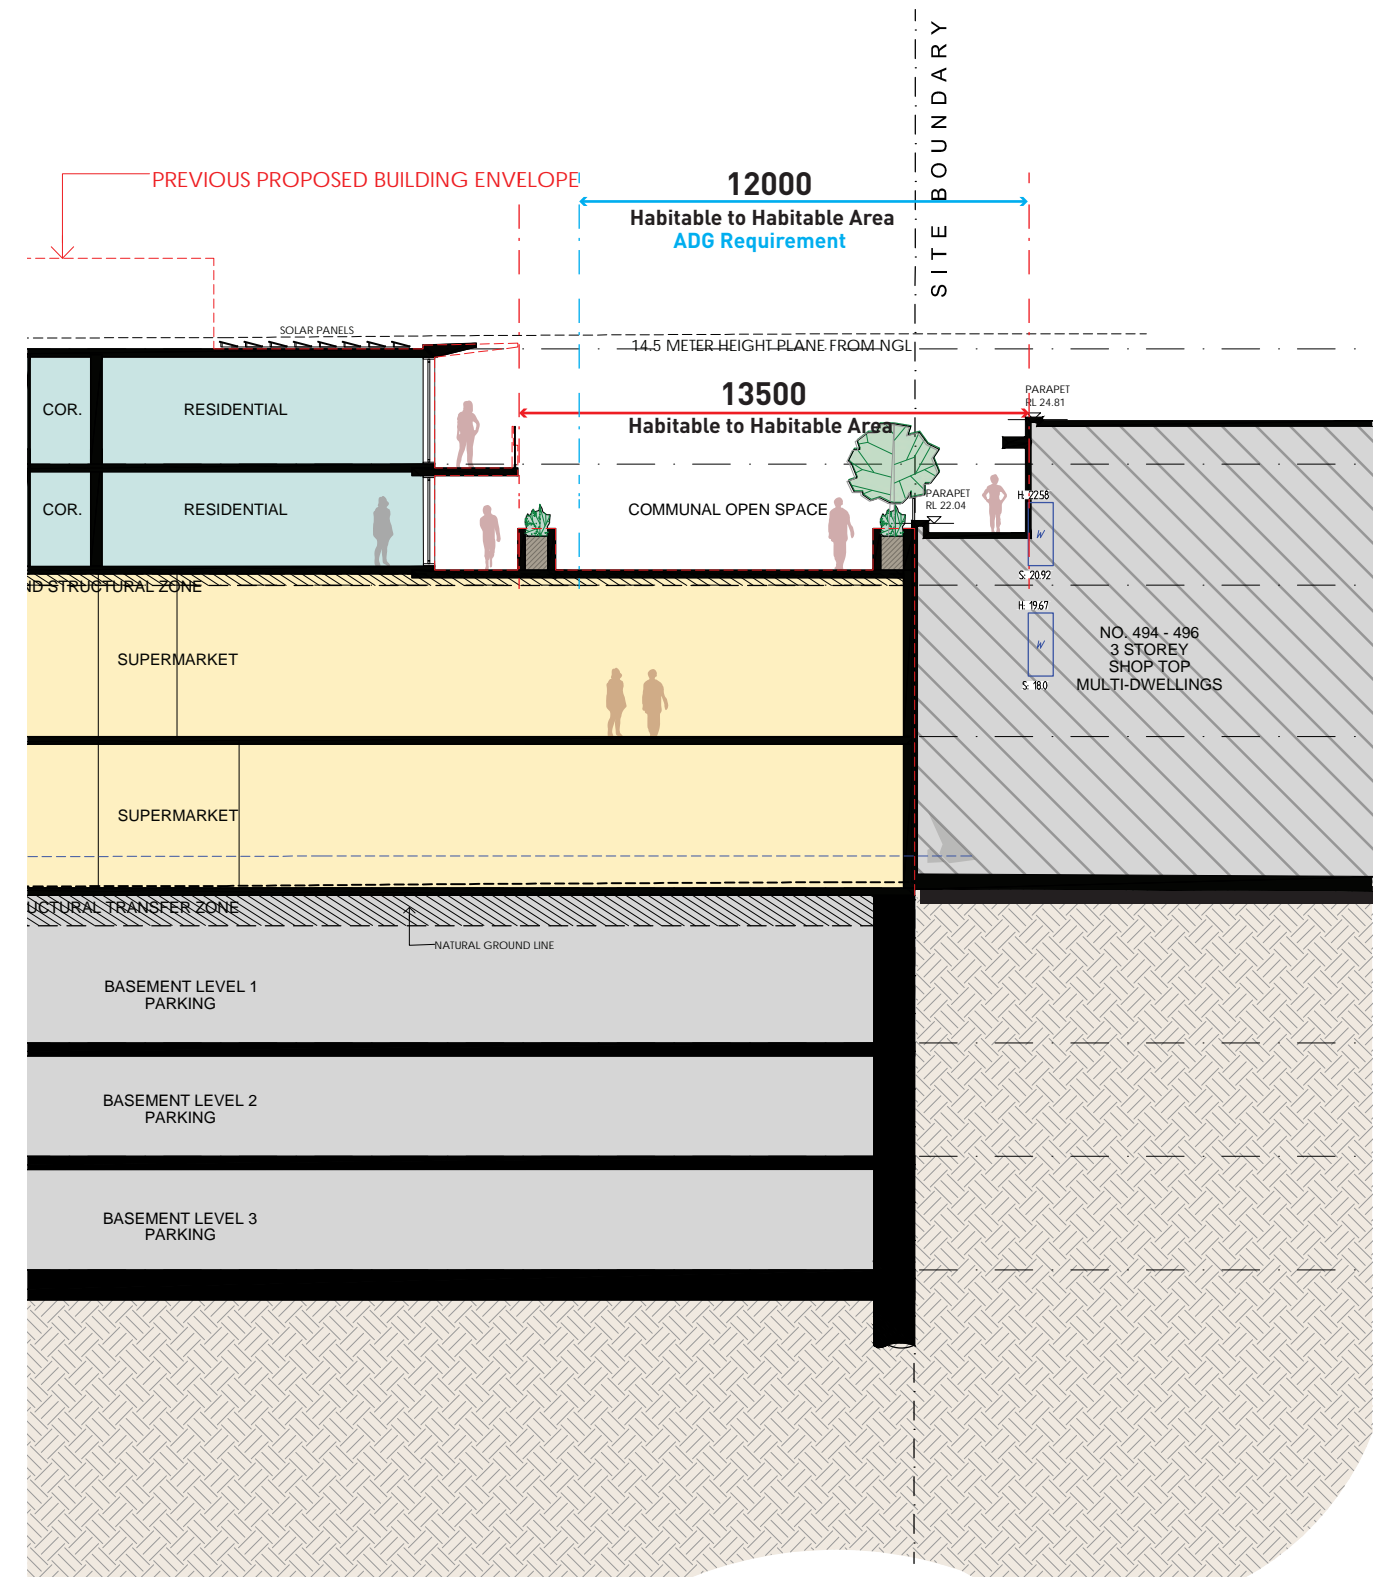 SITE BOUNDARY
PREVIOUS PROPOSED BUILDING ENVELOPE
12000
Habitable to Habitable Area
ADG Requirement
SOLAR PANELS
14.5 METER HEIGHT PLANE FROM NGL
13500
Habitable to Habitable Area
PARAPET
RL 24.81
COR.
RESIDENTIAL
COR.
RESIDENTIAL
COMMUNAL OPEN SPACE
PARAPET
RL 22.04
H: 22.58
W
S: 20.92
ND STRUCTURAL ZONE
H: 19.67
W
S: 18.0
NO. 494 - 496
3 STOREY
SHOP TOP
MULTI-DWELLINGS
SUPERMARKET
SUPERMARKET
UCTURAL TRANSFER ZONE
NATURAL GROUND LINE
BASEMENT LEVEL 1
PARKING
BASEMENT LEVEL 2
PARKING
BASEMENT LEVEL 3
PARKING